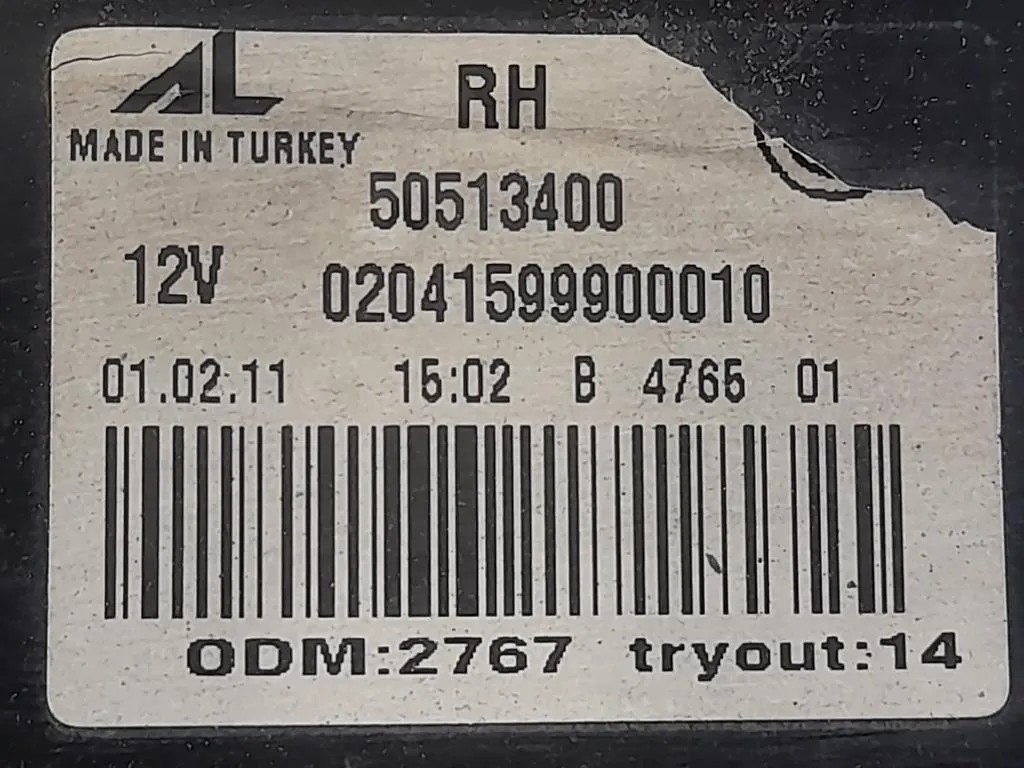 AL RH
MADE IN TURKEY
50513400
12V 02041599900010
01.02.11 15:02 B 4765 01
ODM:2767 tryout:14